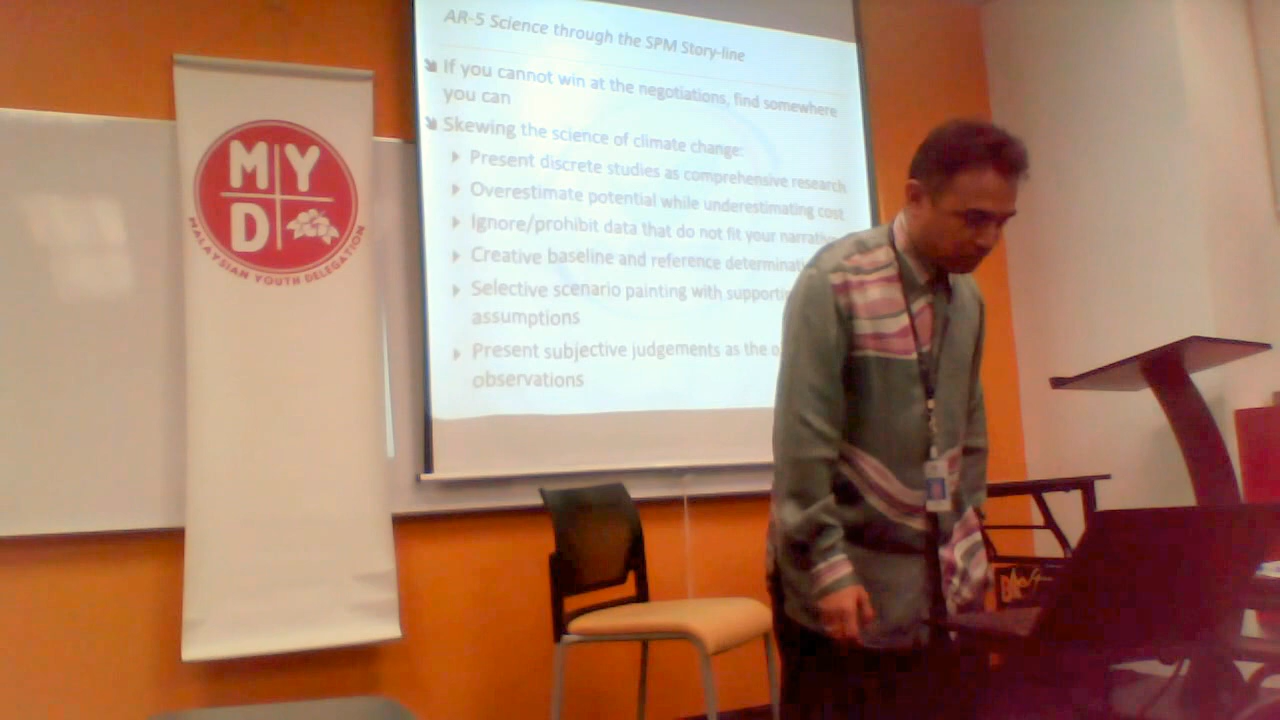 MY
D
MALAYSIAN YOUTH DELEGATION
AR-5 Science through the SPM Story-line
If you cannot win at the negotiations, find somewhere
you can
Skewing the science of climate change:
Present discrete studies as comprehensive research
Overestimate potential while underestimating cost
Ignore/prohibit data that do not fit your
Creative baseline and reference
Selective scenario painting with
assumptions
Present subjective judgements as the
observations